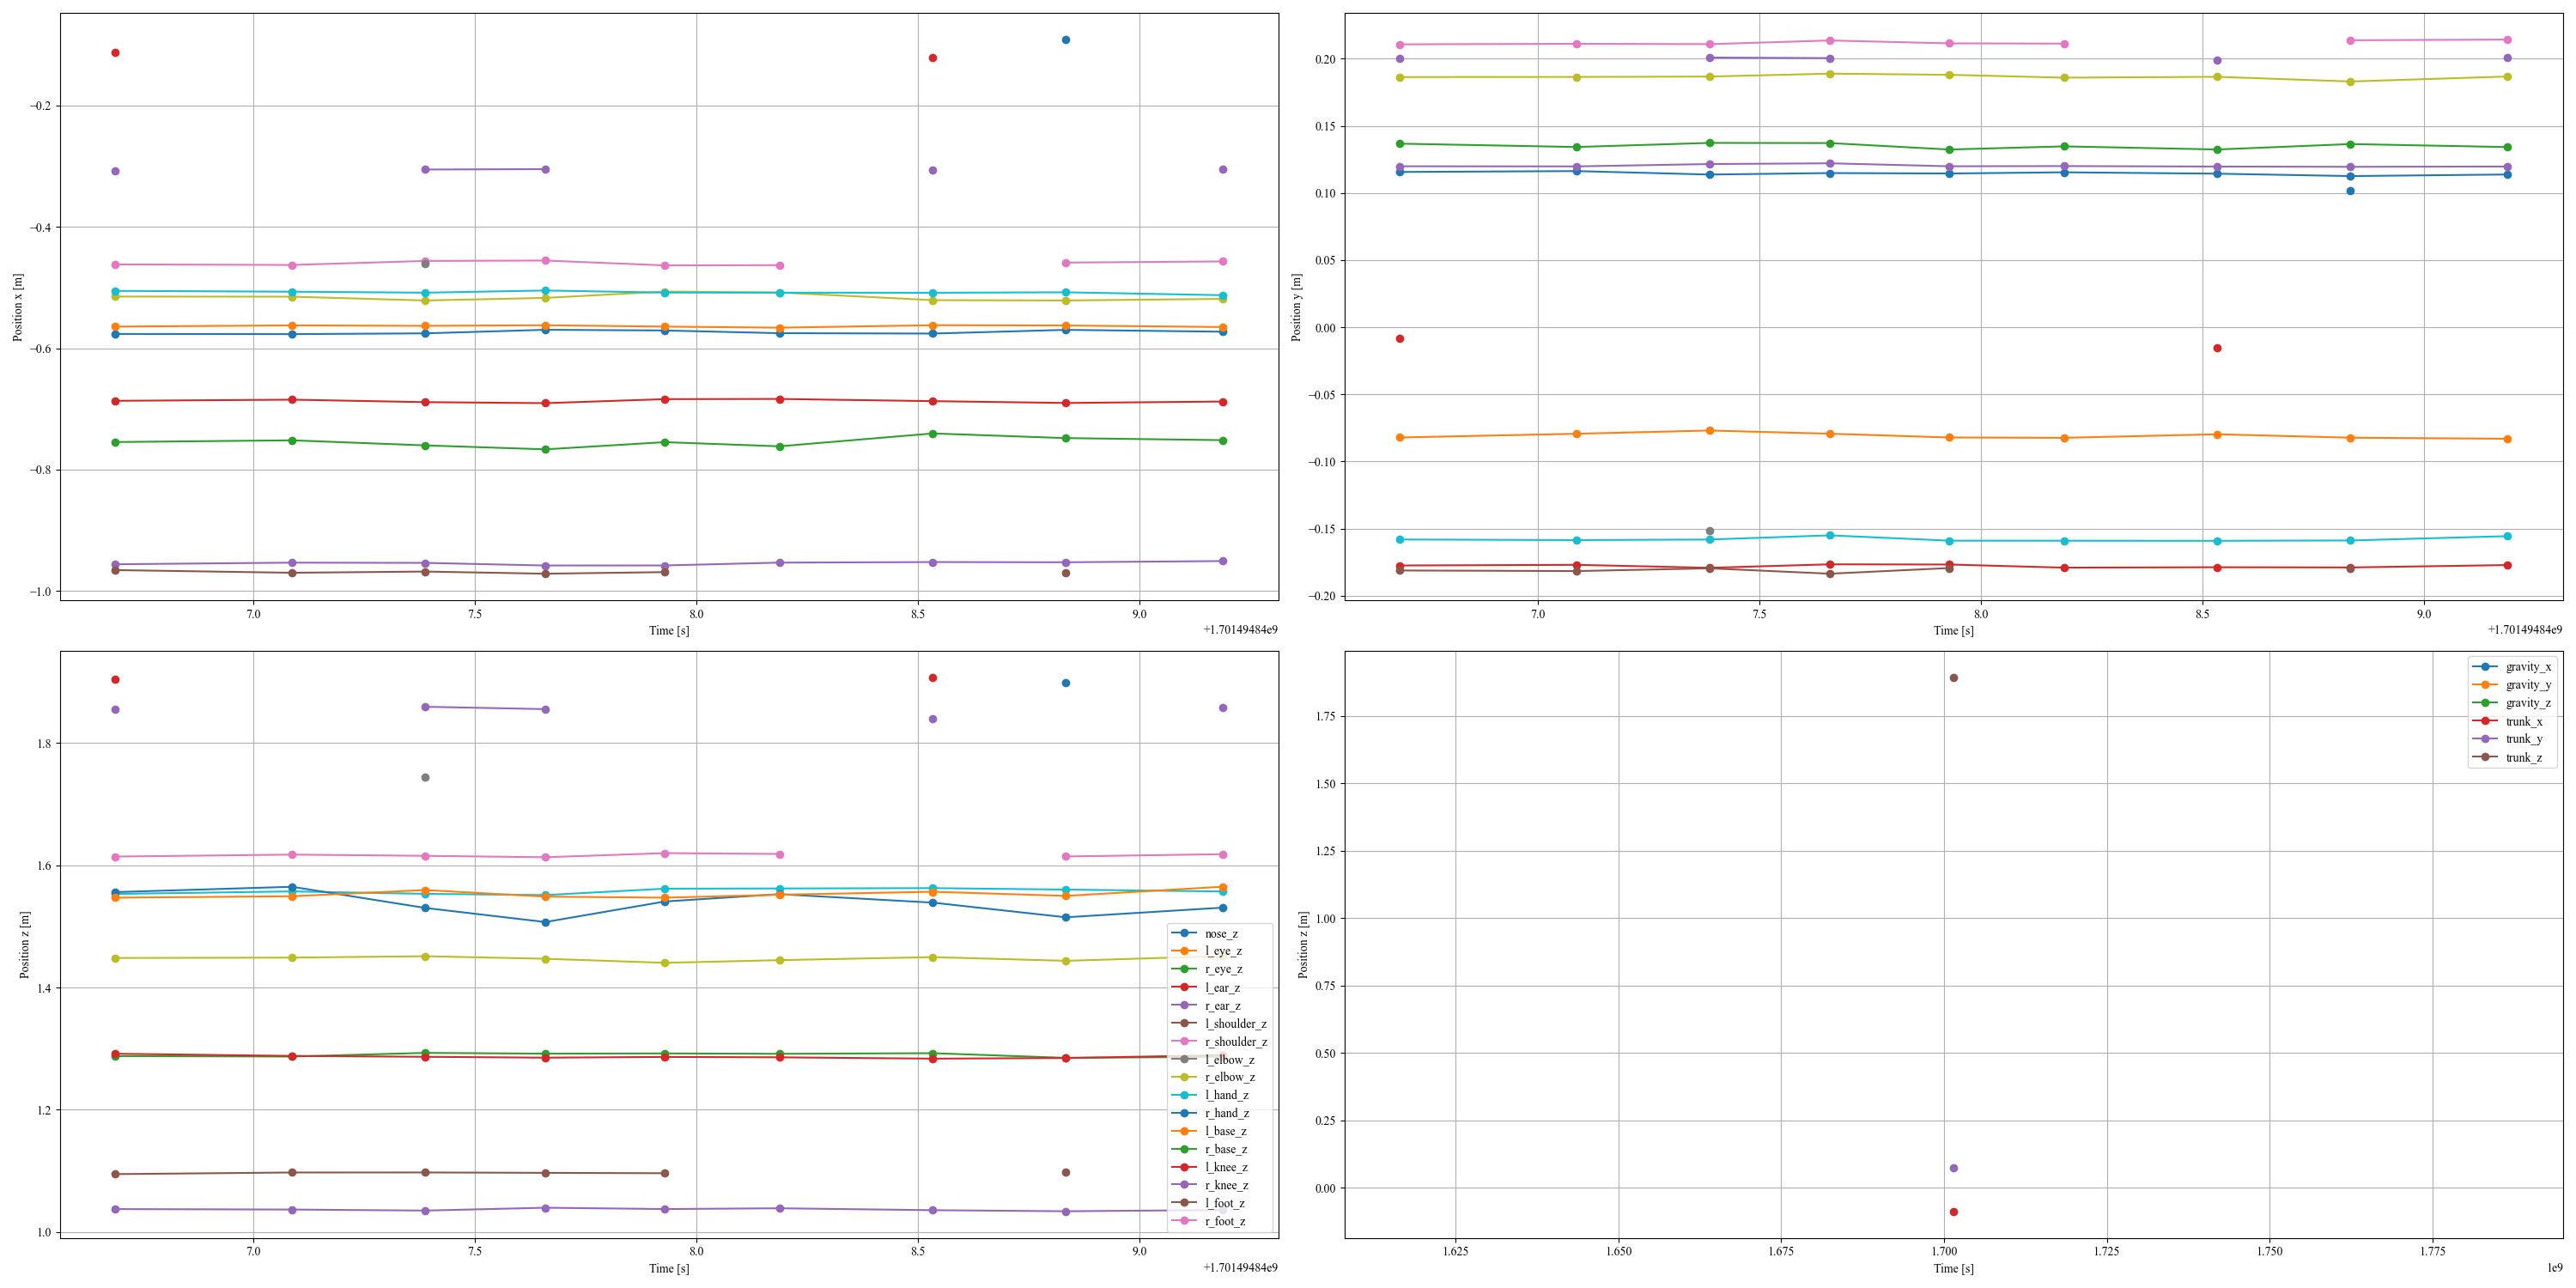 −0.2
−0.4
−0.6
−0.8
−1.0
Position x [m]
7.0 7.5 8.0 8.5 9.0
Time [s]
+1.70149484e9
0.20
0.15
0.10
0.05
0.00
−0.05
−0.10
−0.15
−0.20
Position y [m]
7.0 7.5 8.0 8.5 9.0
Time [s]
+1.70149484e9
1.8
1.6
1.4
1.2
1.0
Position z [m]
nose_z
l_eye_z
r_eye_z
l_ear_z
r_ear_z
l_shoulder_z
r_shoulder_z
l_elbow_z
r_elbow_z
l_hand_z
r_hand_z
l_base_z
r_base_z
l_knee_z
r_knee_z
l_foot_z
r_foot_z
7.0 7.5 8.0 8.5 9.0
Time [s]
+1.70149484e9
1.75
1.50
1.25
1.00
0.75
0.50
0.25
0.00
Position z [m]
gravity_x
gravity_y
gravity_z
trunk_x
trunk_y
trunk_z
1.625 1.650 1.675 1.700 1.725 1.750 1.775
Time [s]
1e9